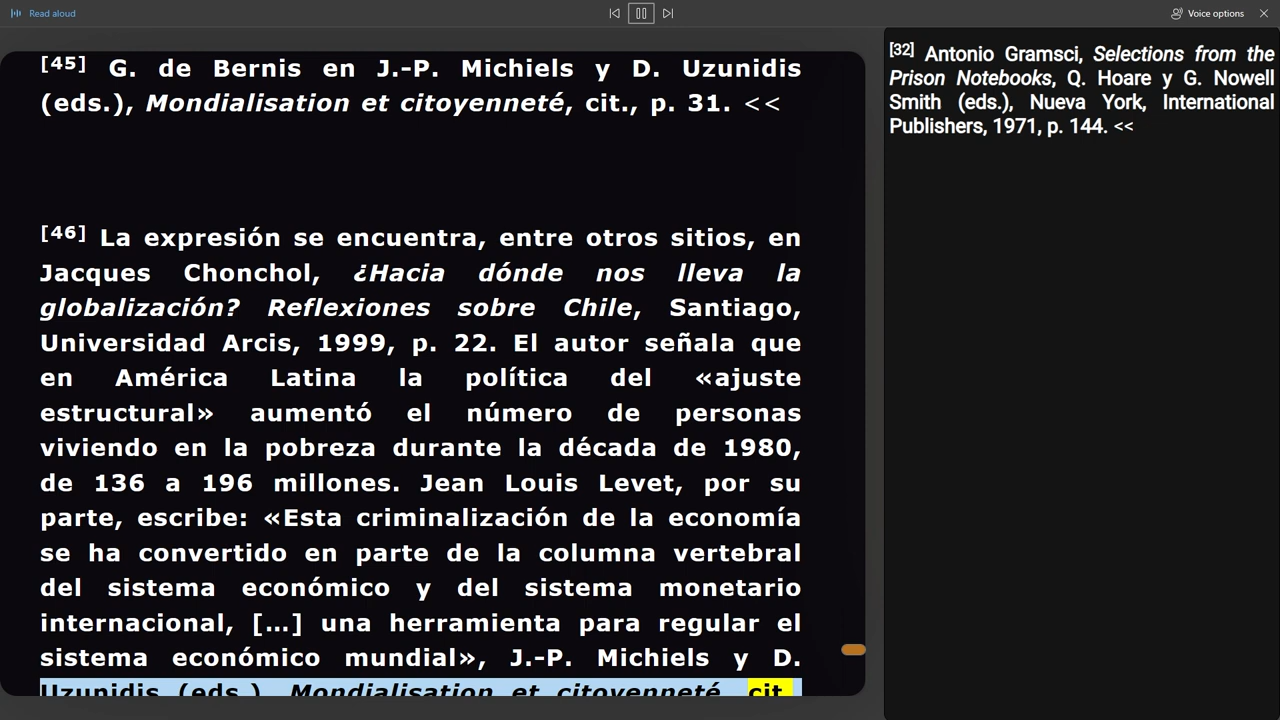 Read aloud
Voice options
[45] G. de Bernis en J.-P. Michiels y D. Uzunidis
(eds.), Mondialisation et citoyenneté, cit., p. 31. <<
[46] La expresión se encuentra, entre otros sitios, en
Jacques Chonchol, ¿Hacia dónde nos lleva la
globalización? Reflexiones sobre Chile, Santiago,
Universidad Arcis, 1999, p. 22. El autor señala que
en América Latina la política del «ajuste
estructural» aumentó el número de personas
viviendo en la pobreza durante la década de 1980,
de 136 a 196 millones. Jean Louis Levet, por su
parte, escribe: «Esta criminalización de la economía
se ha convertido en parte de la columna vertebral
del sistema económico y del sistema monetario
internacional, [...] una herramienta para regular el
sistema económico mundial», J.-P. Michiels y D.
Uzunidis (eds.), Mondialisation et citoyenneté, cit.,
[32] Antonio Gramsci, Selections from the
Prison Notebooks, Q. Hoare y G. Nowell
Smith (eds.), Nueva York, International
Publishers, 1971, p. 144. <<